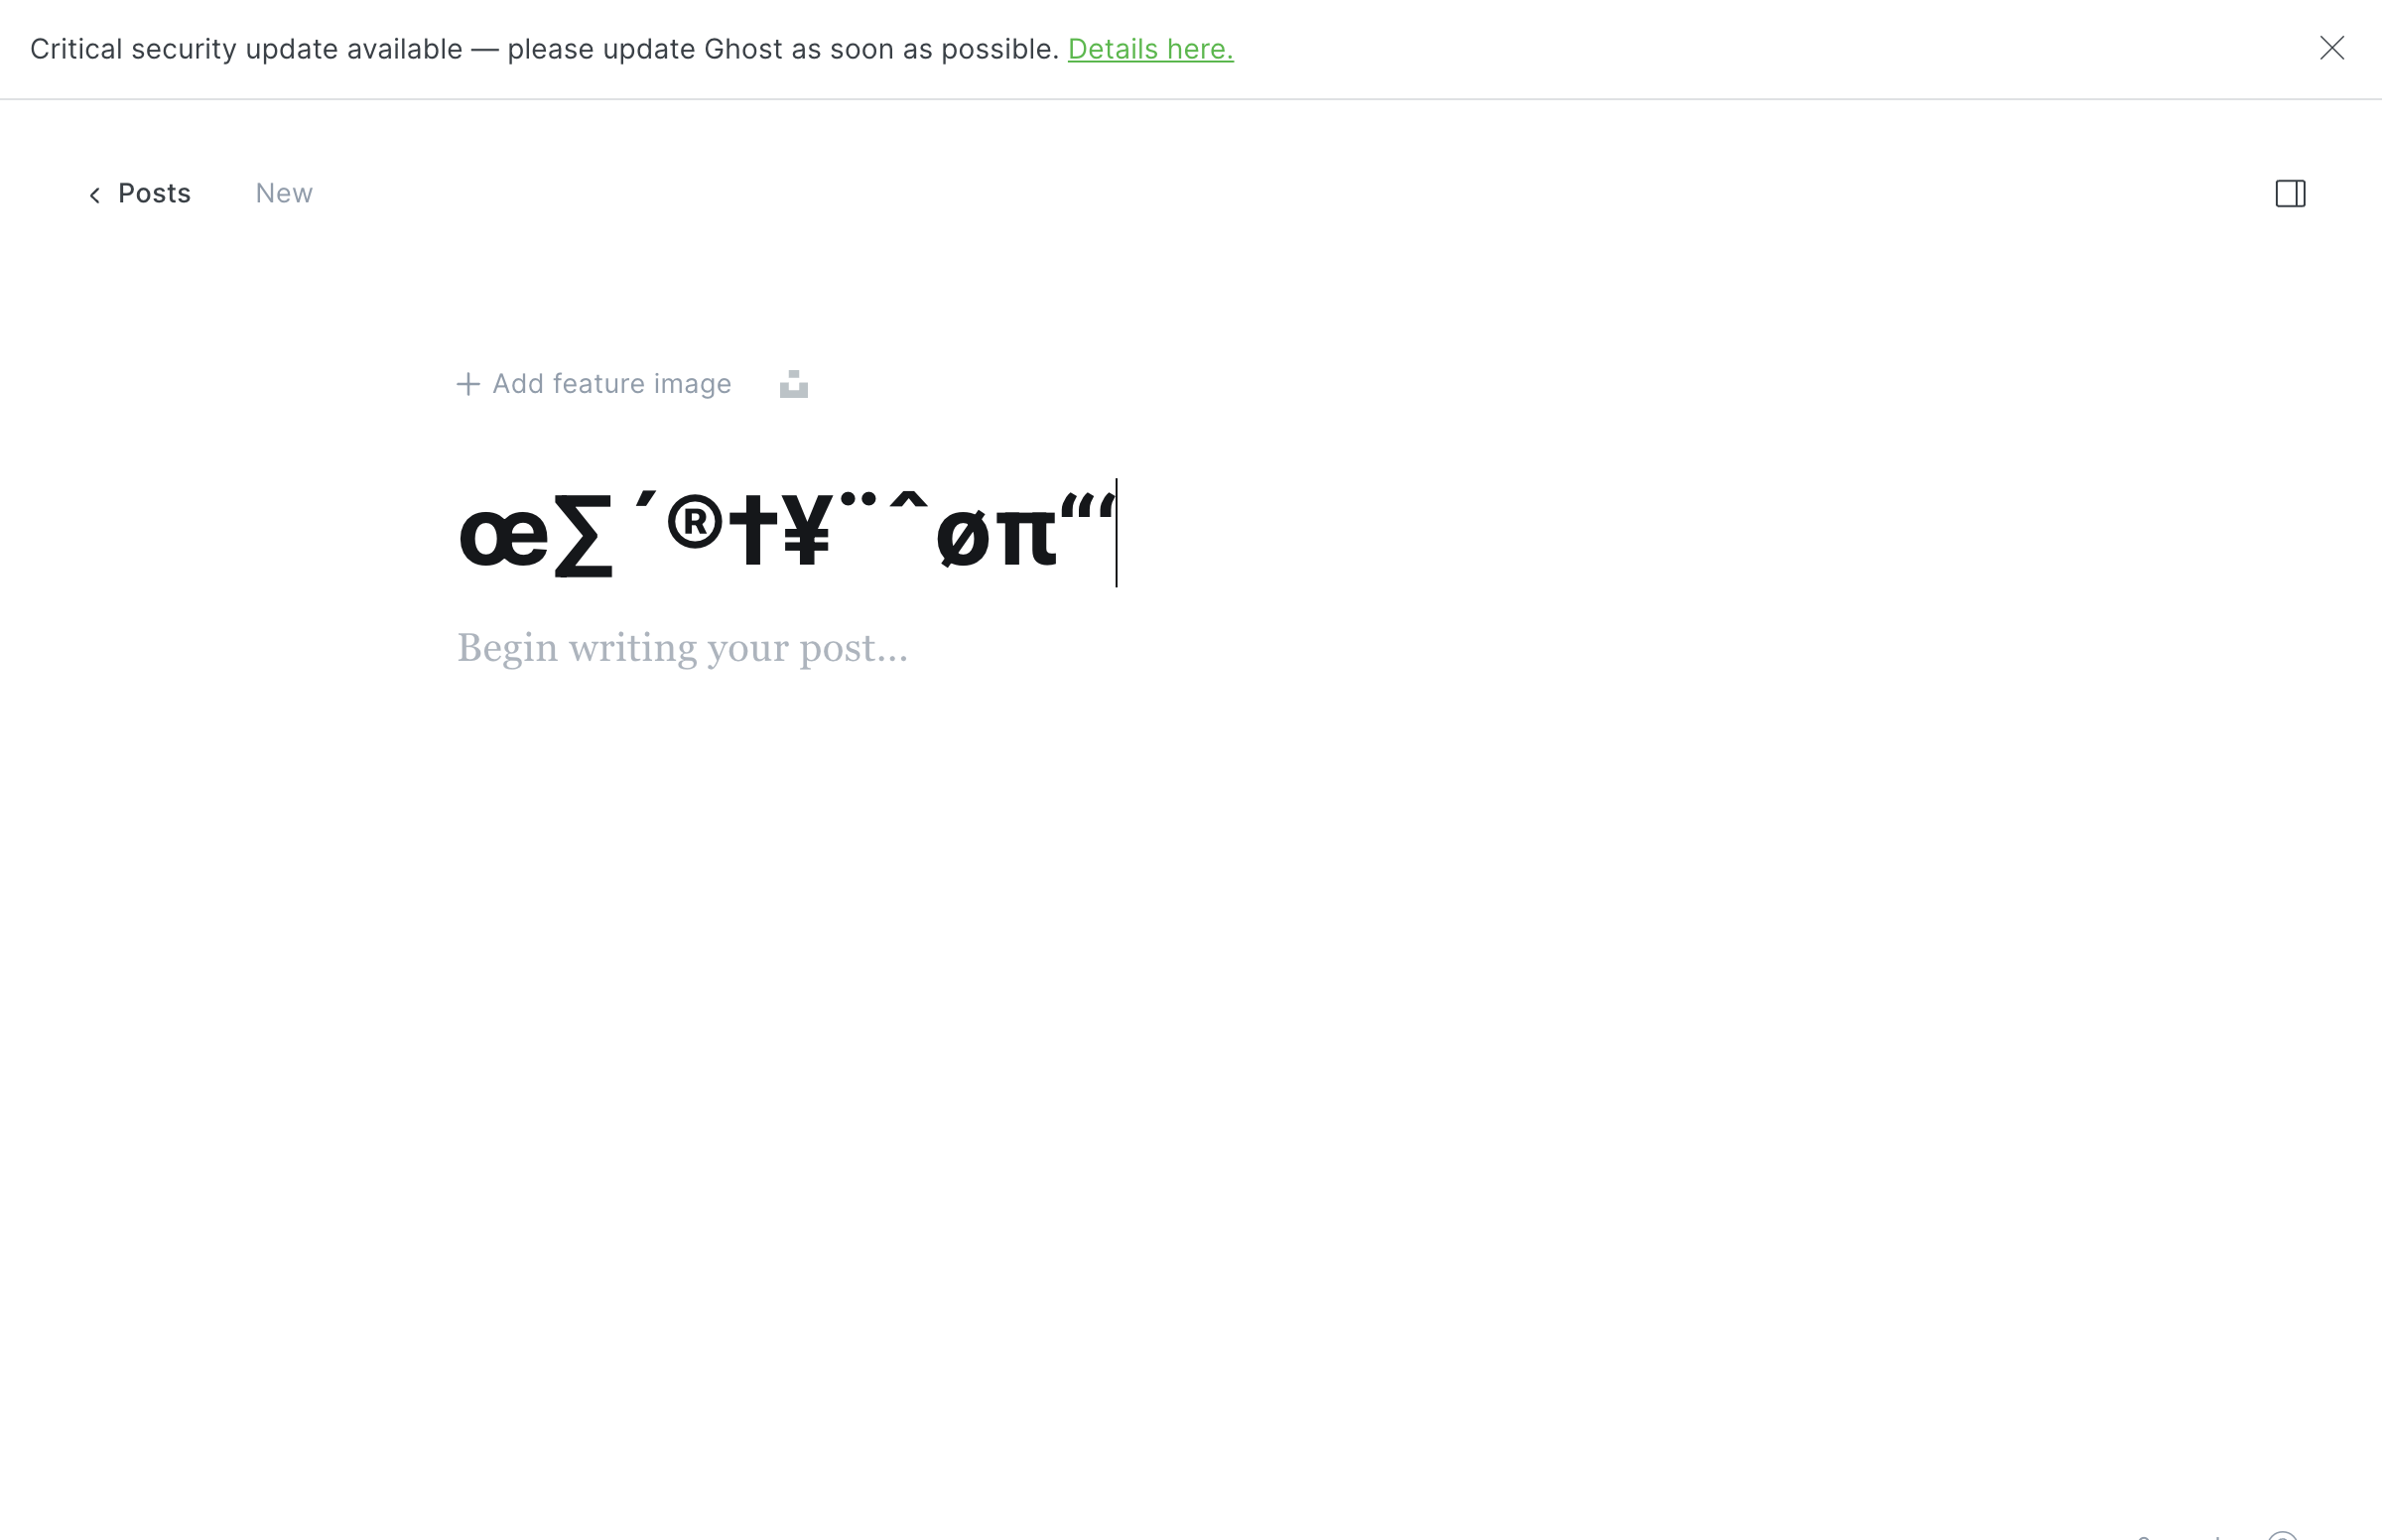 Critical security update available — please update Ghost as soon as possible. Details here.
Posts New
Add feature image
œ∑´®†¥¨ˆøπ“‘
Begin writing your post...